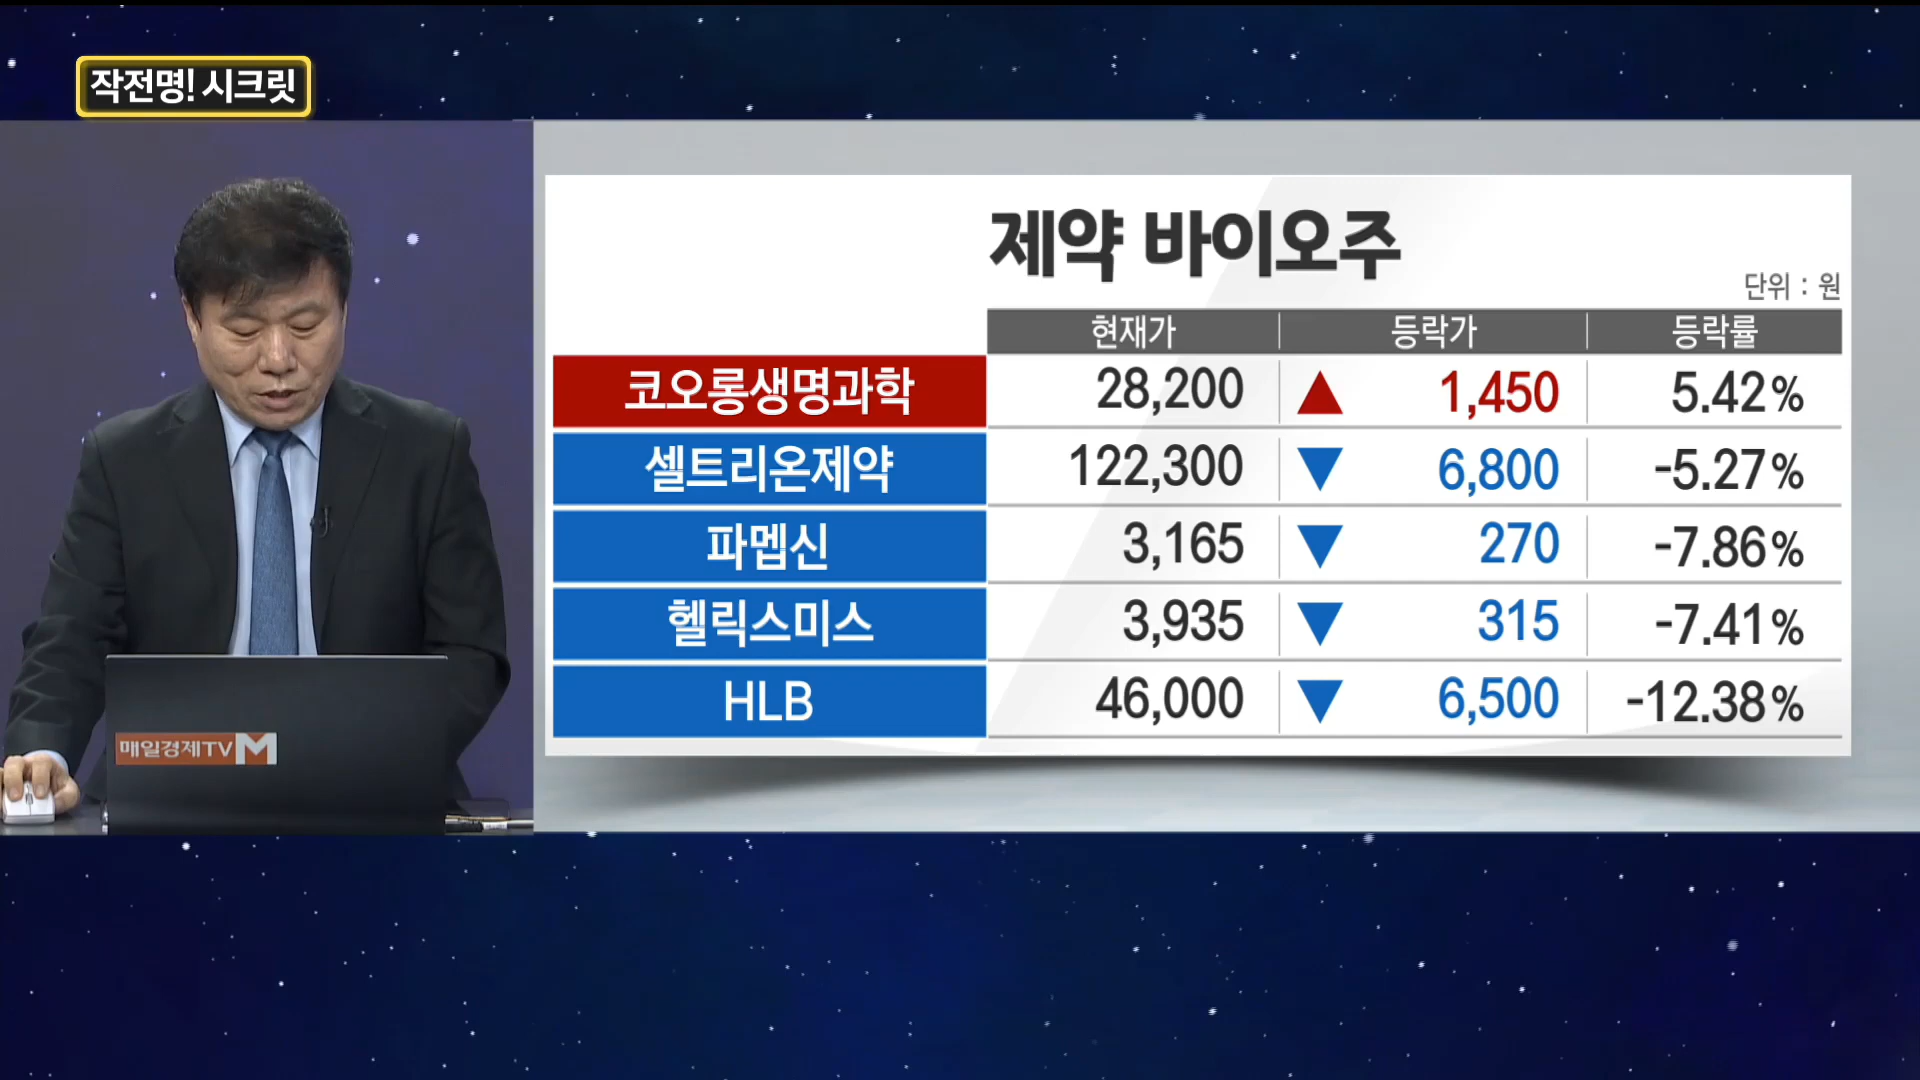 작전명! 시크릿
제약 바이오주
단위 : 원
현재가 등락가 등락률
코오롱생명과학 28,200 ▲ 1,450 5.42%
셀트리온제약 122,300 ▼ 6,800 -5.27%
파멥신 3,165 ▼ 270 -7.86%
헬릭스미스 3,935 ▼ 315 -7.41%
HLB 46,000 ▼ 6,500 -12.38%
매일경제TV M